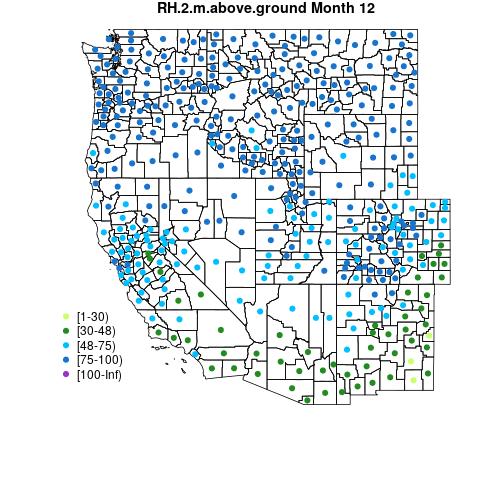 RH.2.m.above.ground Month 12
[1-30)
[30-48)
[48-75)
[75-100)
[100-Inf)